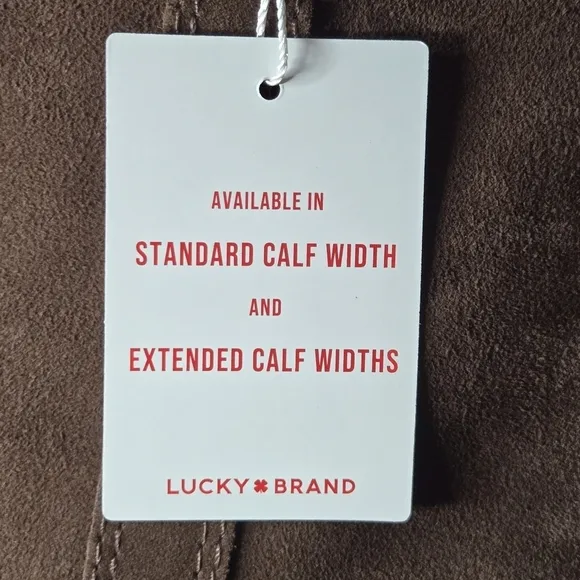 AVAILABLE IN
STANDARD CALF WIDTH
AND
EXTENDED CALF WIDTHS
LUCKY BRAND